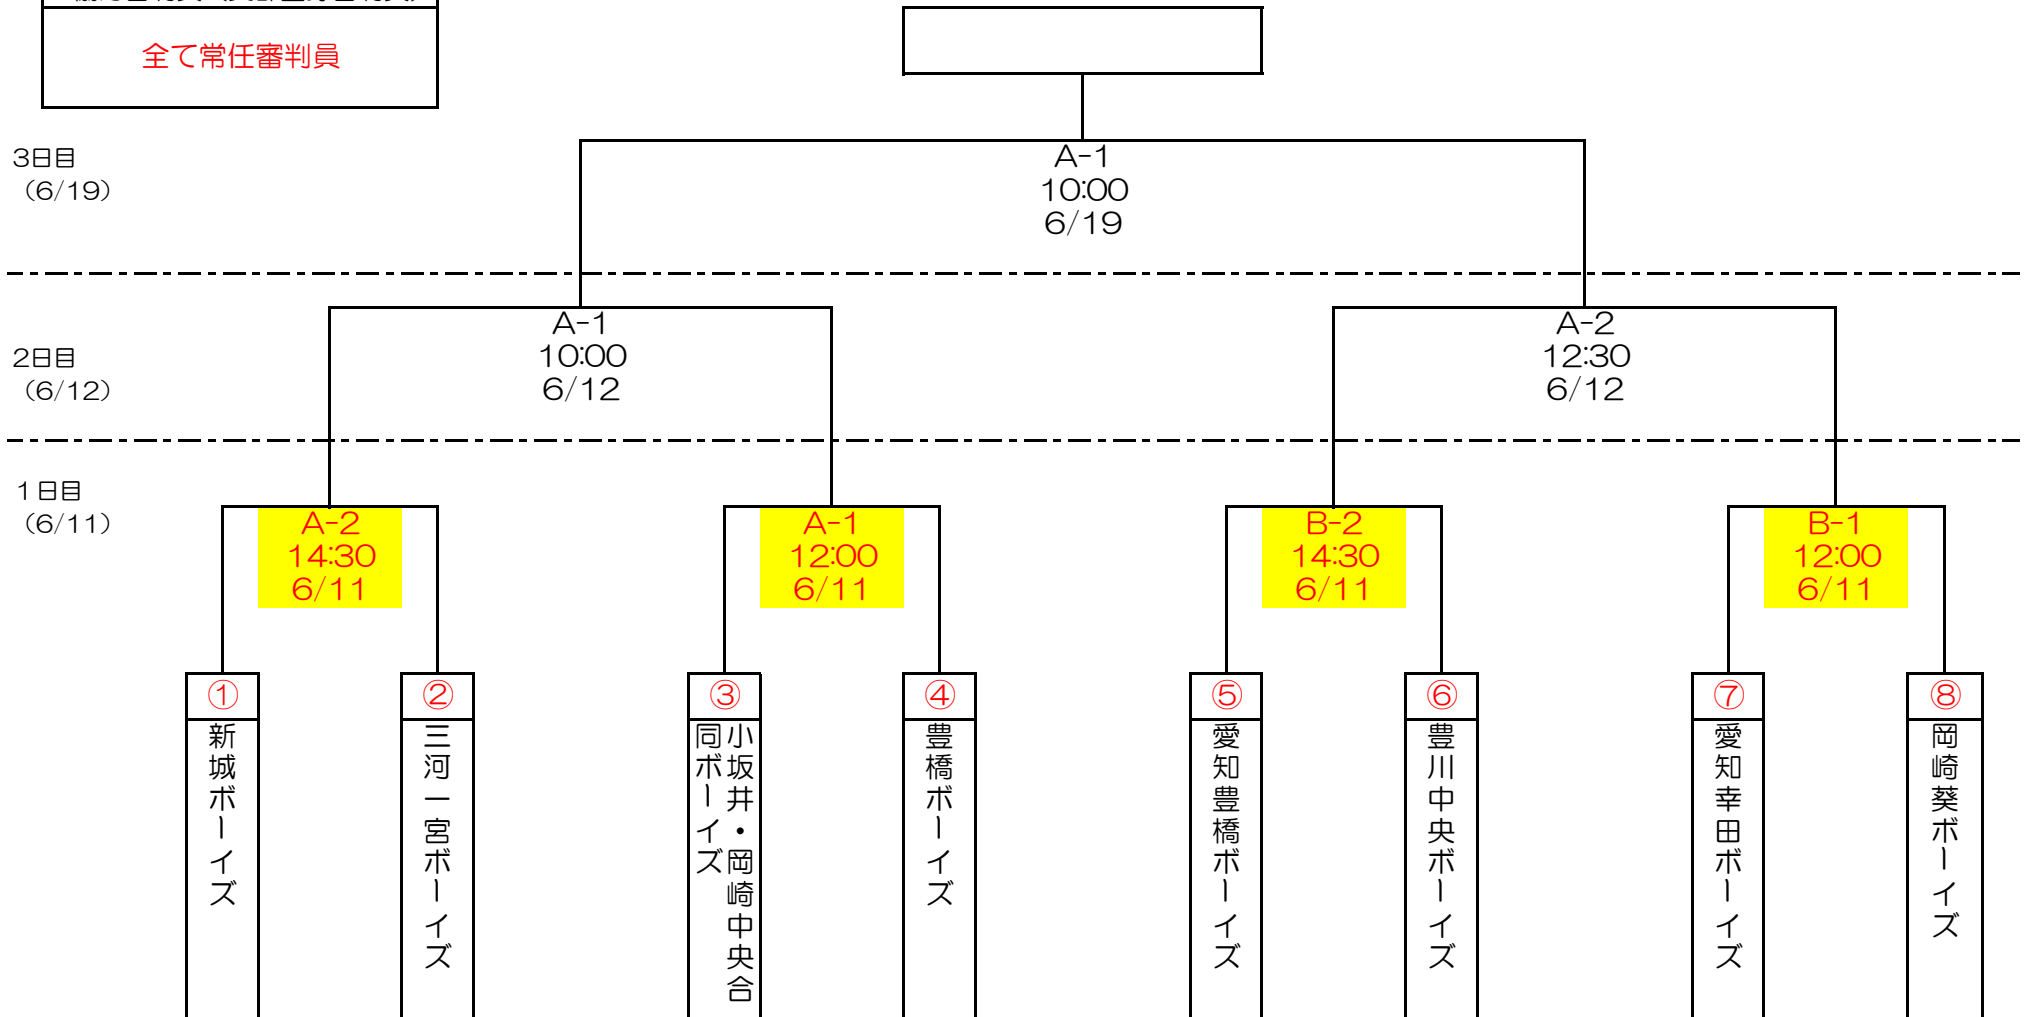 全て常任審判員
3日目
（6/19）
A-1
10:00
6/19
2日目
（6/12）
A-1
10:00
6/12
A-2
12:30
6/12
1日目
（6/11）
A-2
14:30
6/11
A-1
12:00
6/11
B-2
14:30
6/11
B-1
12:00
6/11
①
新城ボーイズ
②
三河一宮ボーイズ
③
小坂井・岡崎中央合
同ボーイズ
④
豊橋ボーイズ
⑤
愛知豊橋ボーイズ
⑥
豊川中央ボーイズ
⑦
愛知幸田ボーイズ
⑧
岡崎葵ボーイズ